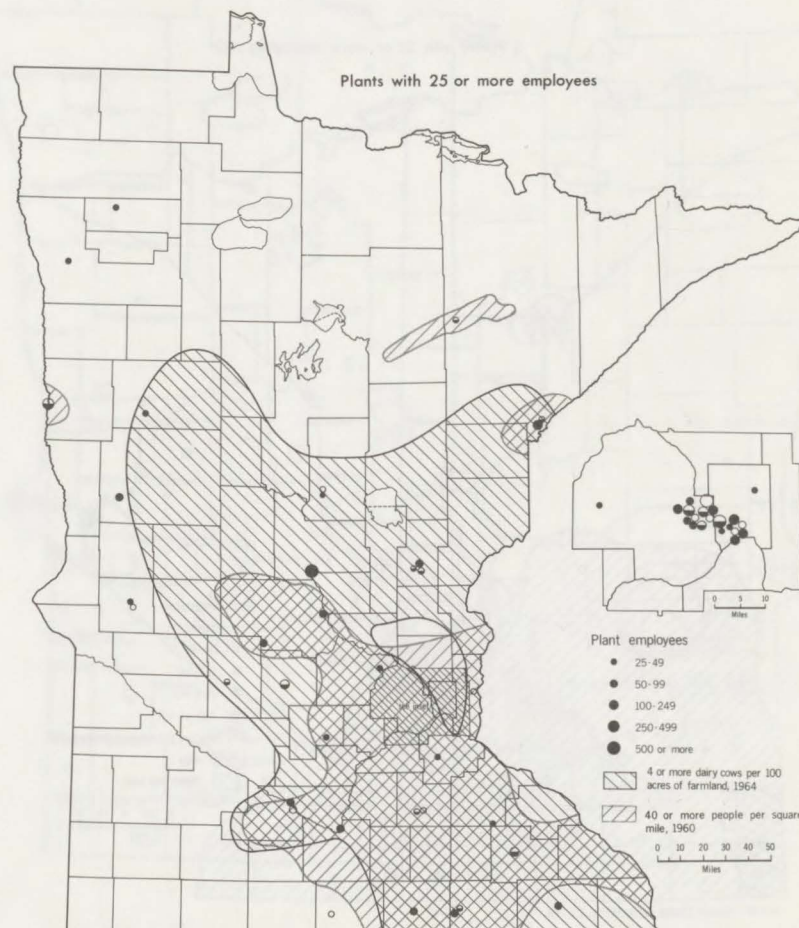 Plants with 25 or more employees
0 5 10
Miles
Plant employees
25-49
50-99
100-249
250-499
500 or more
4 or more dairy cows per 100
acres of farmland, 1964
40 or more people per square
mile, 1960
0 10 20 30 40 50
Miles